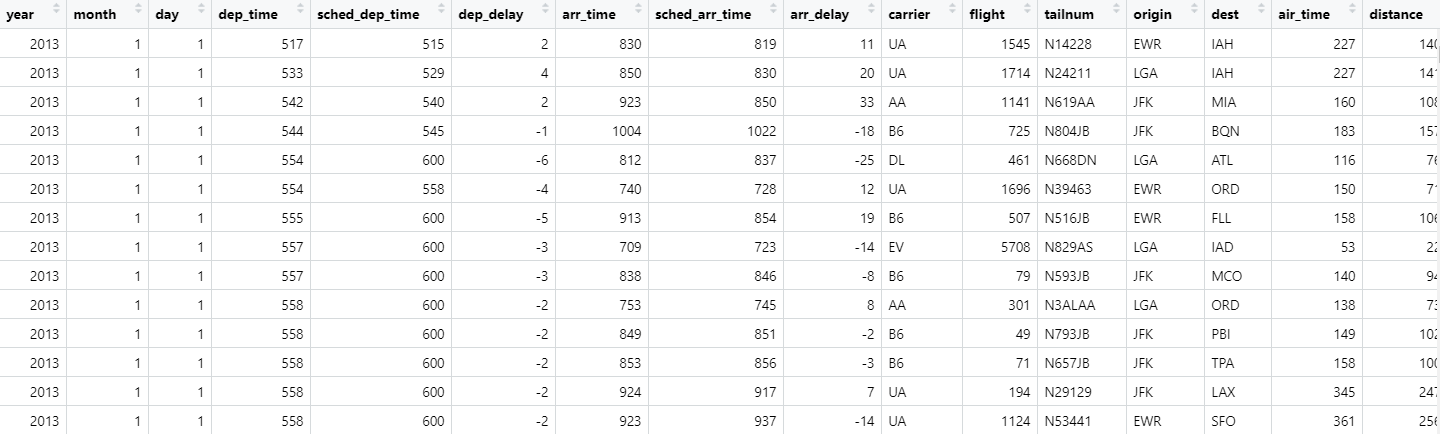 year month day dep_time sched_dep_time dep_delay arr_time sched_arr_time arr_delay carrier flight tailnum origin dest air_time distance
2013 1 1 517 515 2 830 819 11 UA 1545 N14228 EWR IAH 227
2013 1 1 533 529 4 850 830 20 UA 1714 N24211 LGA IAH 227
2013 1 1 542 540 2 923 850 33 AA 1141 N619AA JFK MIA 160
2013 1 1 544 545 -1 1004 1022 -18 B6 725 N804JB JFK BQN 183
2013 1 1 554 600 -6 812 837 -25 DL 461 N668DN LGA ATL 116
2013 1 1 554 558 -4 740 728 12 UA 1696 N39463 EWR ORD 150
2013 1 1 555 600 -5 913 854 19 B6 507 N516JB EWR FLL 158
2013 1 1 557 600 -3 709 723 -14 EV 5708 N829AS LGA IAD 53
2013 1 1 557 600 -3 838 846 -8 B6 79 N593JB JFK MCO 140
2013 1 1 558 600 -2 753 745 8 AA 301 N3ALAA LGA ORD 138
2013 1 1 558 600 -2 849 851 -2 B6 49 N793JB JFK PBI 149
2013 1 1 558 600 -2 853 856 -3 B6 71 N657JB JFK TPA 158
2013 1 1 558 600 -2 924 917 7 UA 194 N29129 JFK LAX 345
2013 1 1 558 600 -2 923 937 -14 UA 1124 N53441 EWR SFO 361